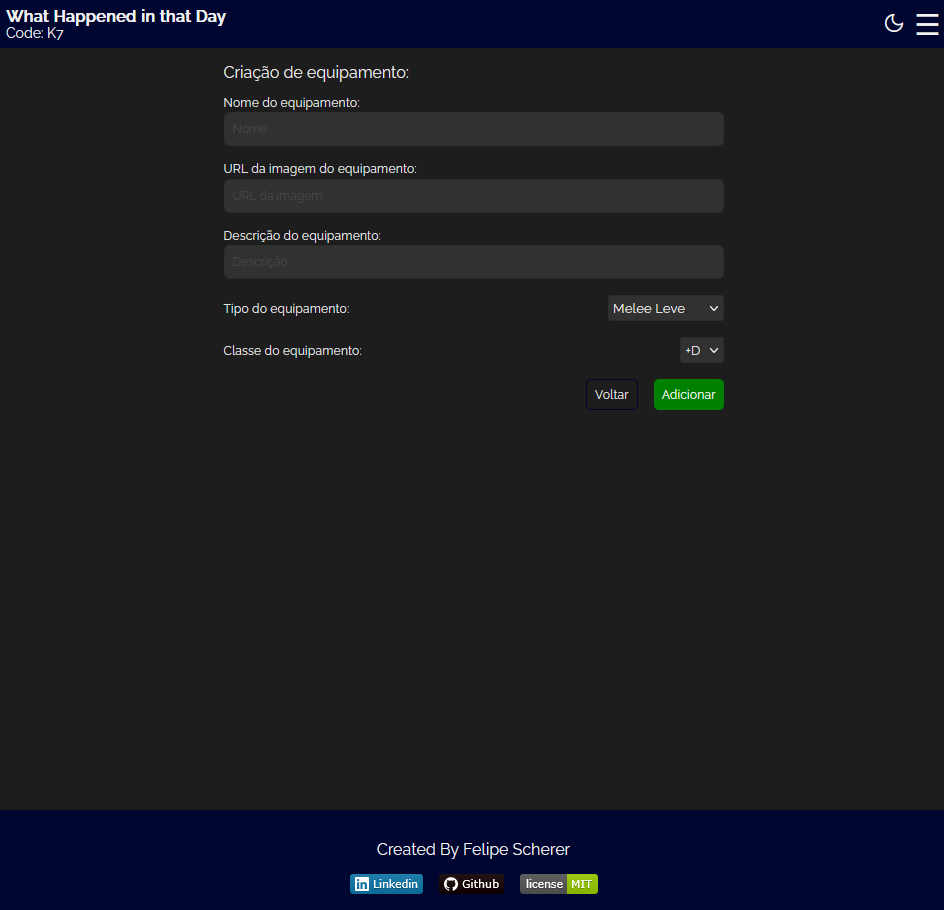 What Happened in that Day
Code: K7
Criação de equipamento:
Nome do equipamento:
Nome
URL da imagem do equipamento:
URL da imagem
Descrição do equipamento:
Descrição
Tipo do equipamento: Melee Leve
Classe do equipamento: +D
Voltar Adicionar
Created By Felipe Scherer
Linkedin Github license MIT